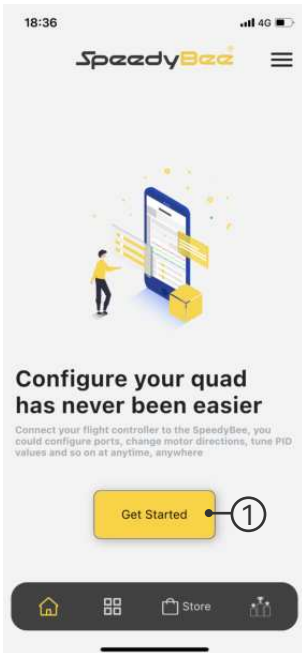 18:36
4G
SpeedyBee
Configure your quad
has never been easier
Connect your flight controller to the SpeedyBee, you
could configure ports, change motor directions, tune PID
values and so on at anytime, anywhere
Get Started
1
Store